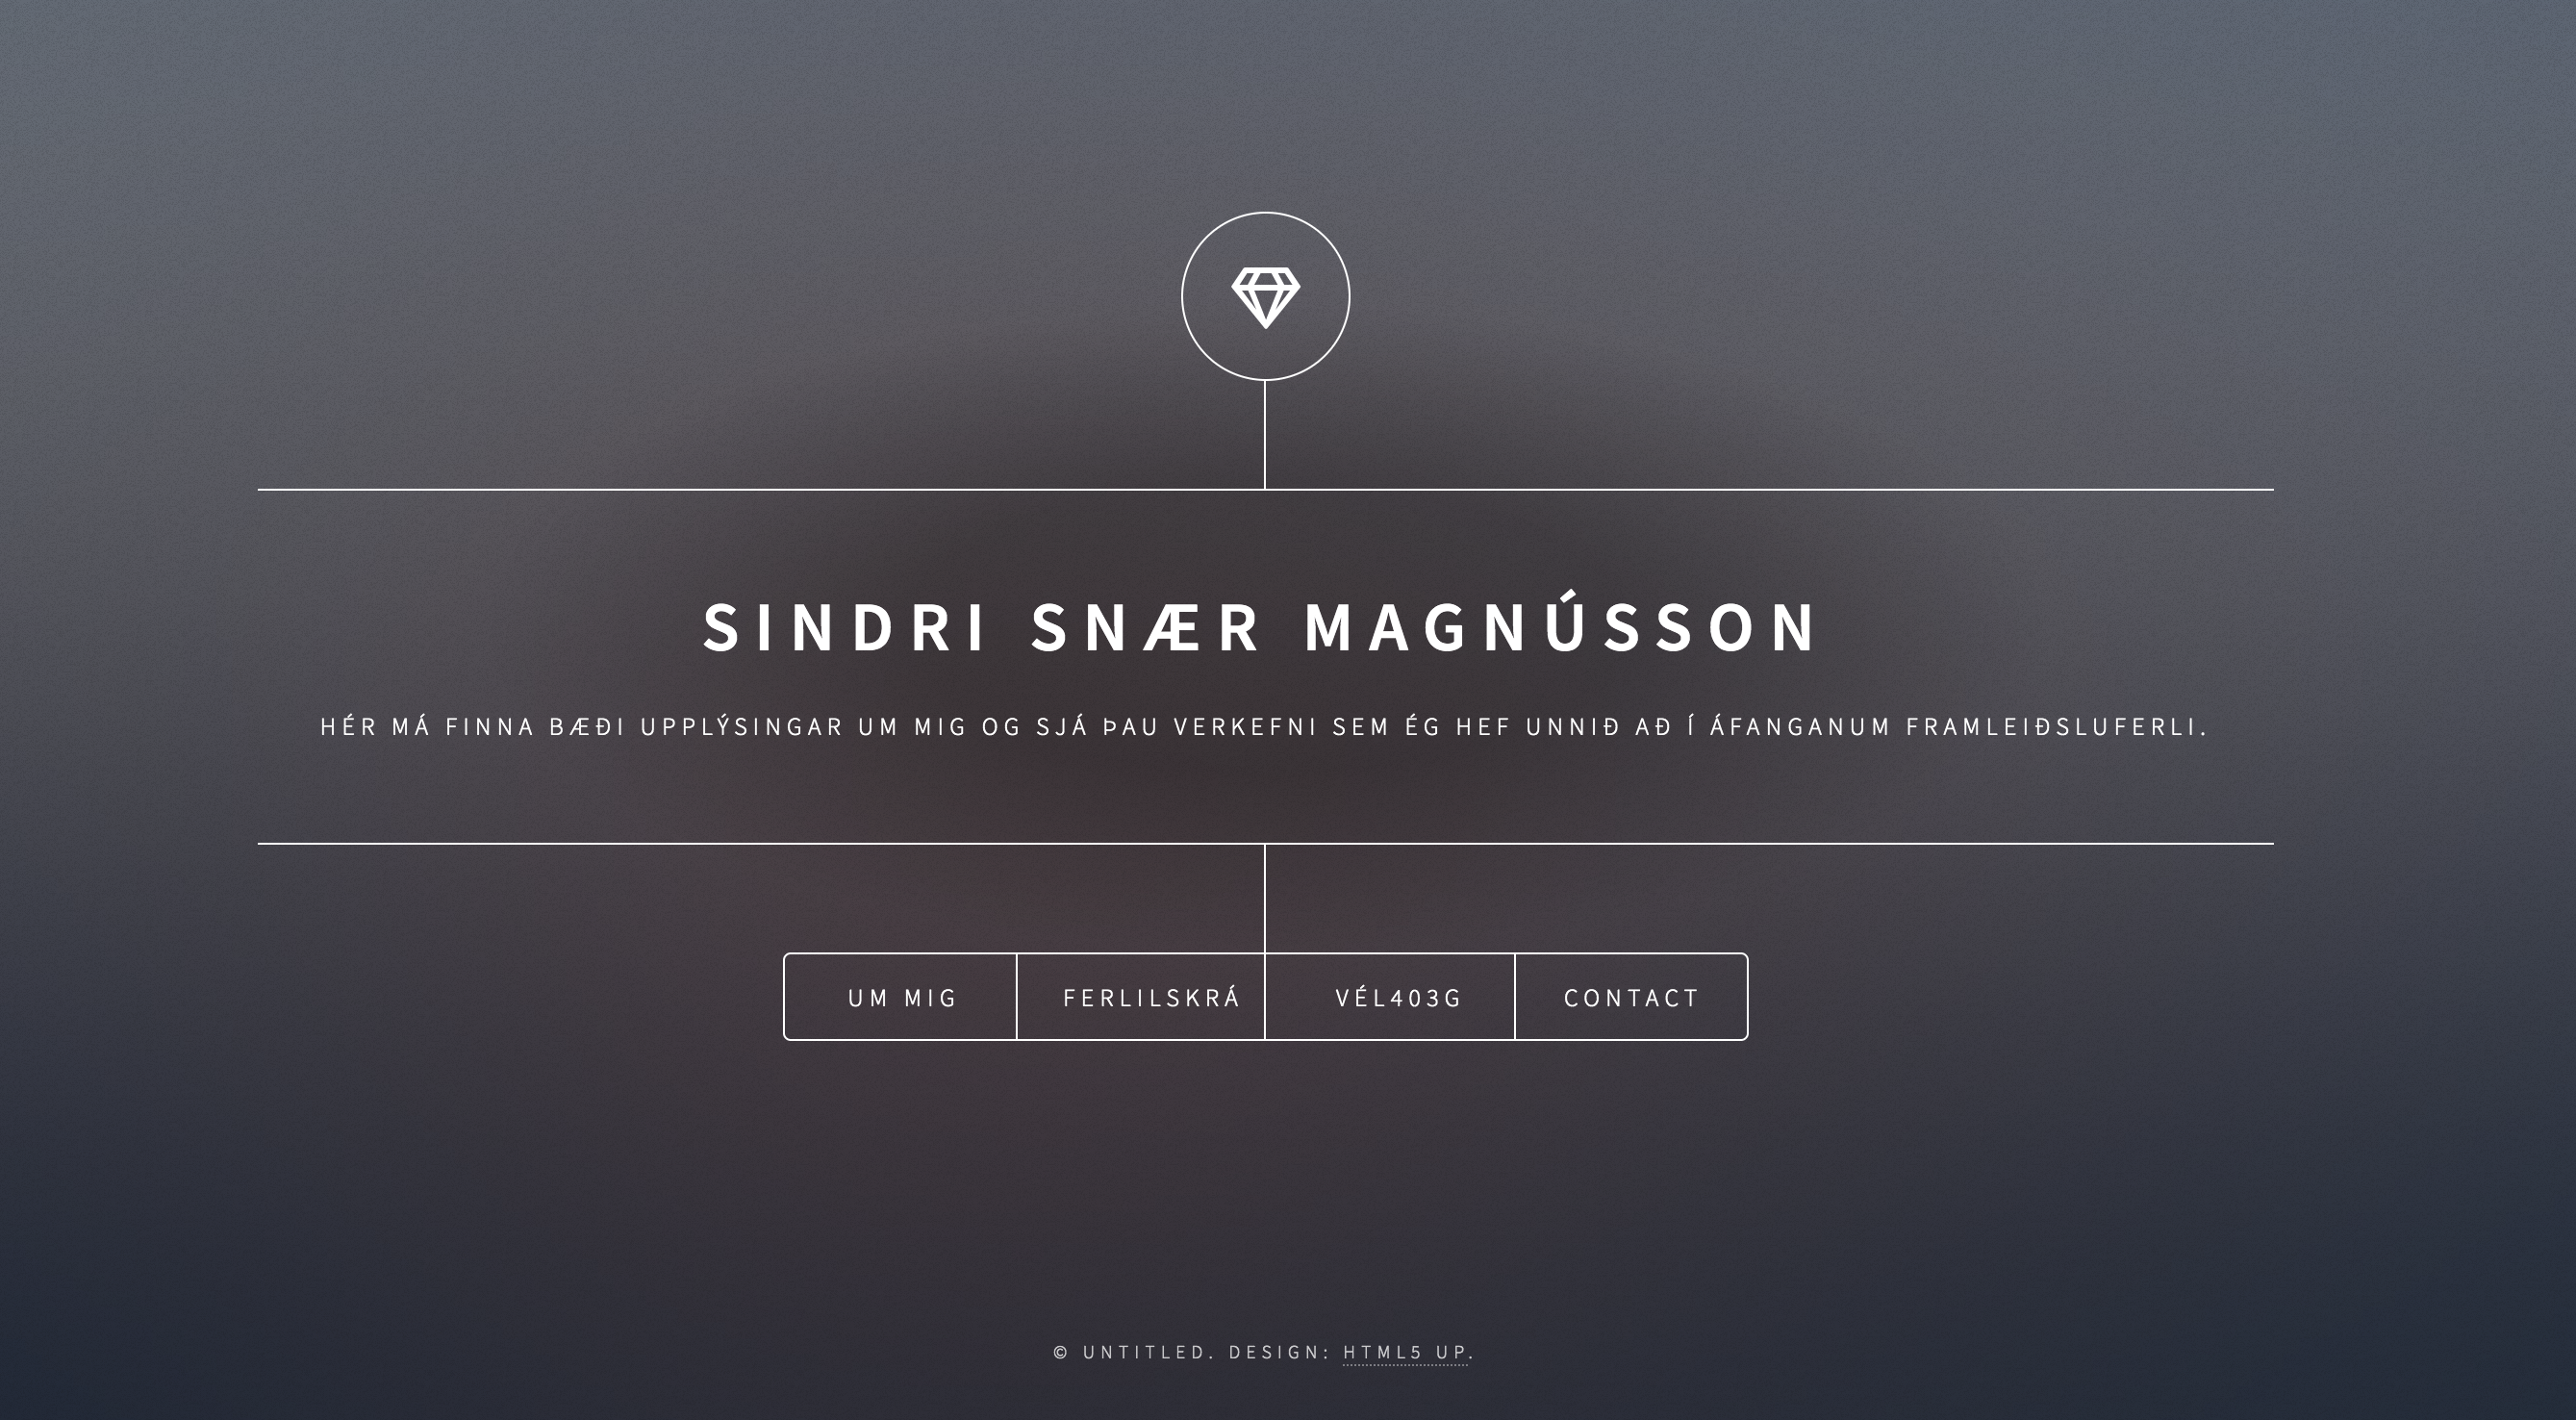 SINDRI SNÆR MAGNÚSSON
HÉR MÁ FINNA BÆÐI UPPLÝSINGAR UM MIG OG SJÁ ÞAU VERKEFNI SEM ÉG HEF UNNIÐ AÐ Í ÁFANGANUM FRAMLEIÐSLUFERLI.
UM MIG FERLILSKRÁ VÉL403G CONTACT
© UNTITLED. DESIGN: HTML5 UP.